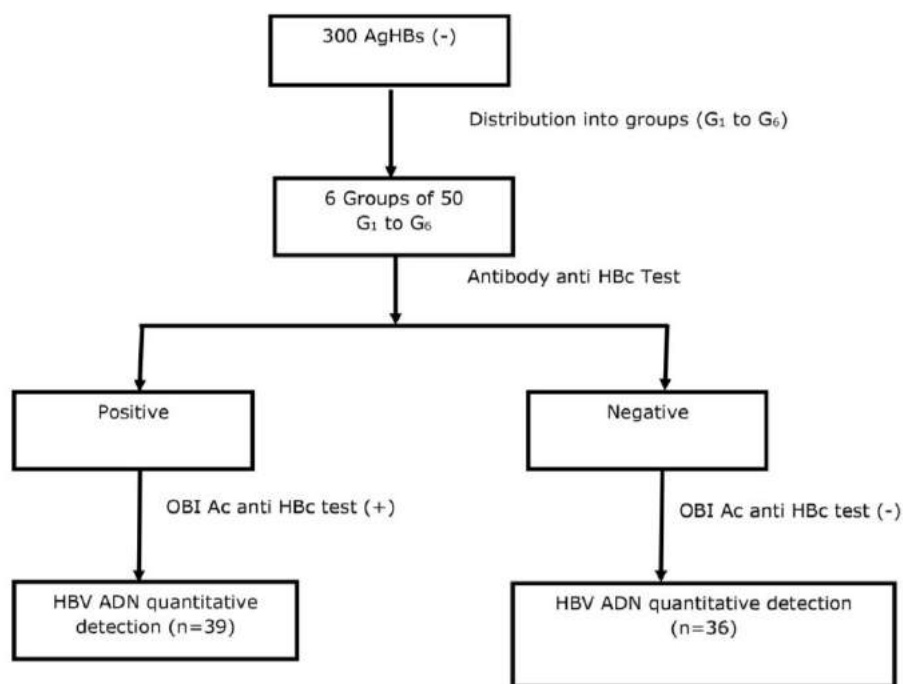 300 AgHBs (-)
Distribution into groups (G₁ to G₆)
6 Groups of 50
G₁ to G₆
Antibody anti HBc Test
Positive
Negative
OBI Ac anti HBc test (+)
OBI Ac anti HBc test (-)
HBV ADN quantitative
detection (n=39)
HBV ADN quantitative detection
(n=36)